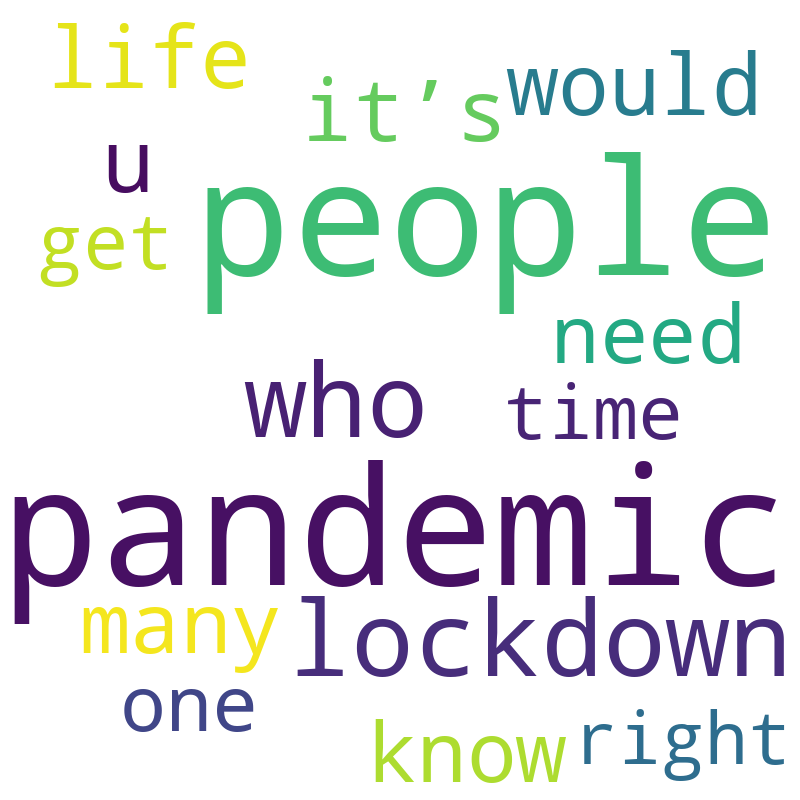 life
it’s
would
u
people
get
need
who
time
pandemic
many
lockdown
one
know
right